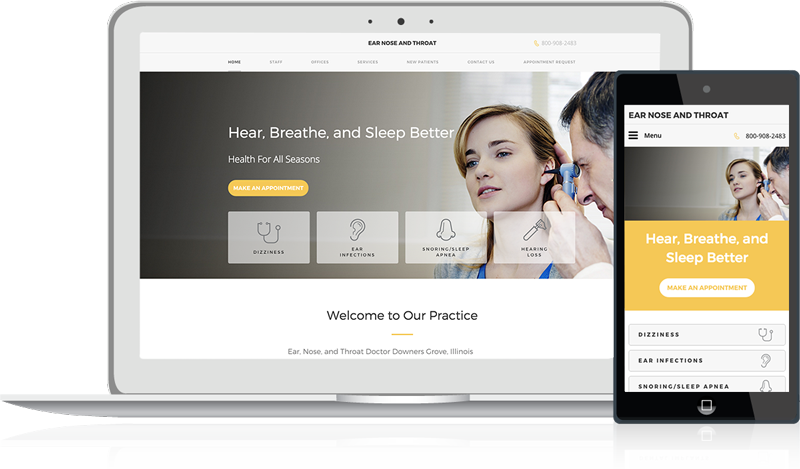 EAR NOSE AND THROAT
800-908-2483
HOME STAFF OFFICES SERVICES NEW PATIENTS CONTACT US APPOINTMENT REQUEST
Hear, Breathe, and Sleep Better
Health For All Seasons
MAKE AN APPOINTMENT
DIZZINESS
EAR
INFECTIONS
SNORING/SLEEP
APNEA
HEARING
LOSS
Welcome to Our Practice
Ear, Nose, and Throat Doctor Downers Grove, Illinois
EAR NOSE AND THROAT
Menu 800-908-2483
Hear, Breathe, and
Sleep Better
MAKE AN APPOINTMENT
DIZZINESS
EAR INFECTIONS
SNORING/SLEEP APNEA